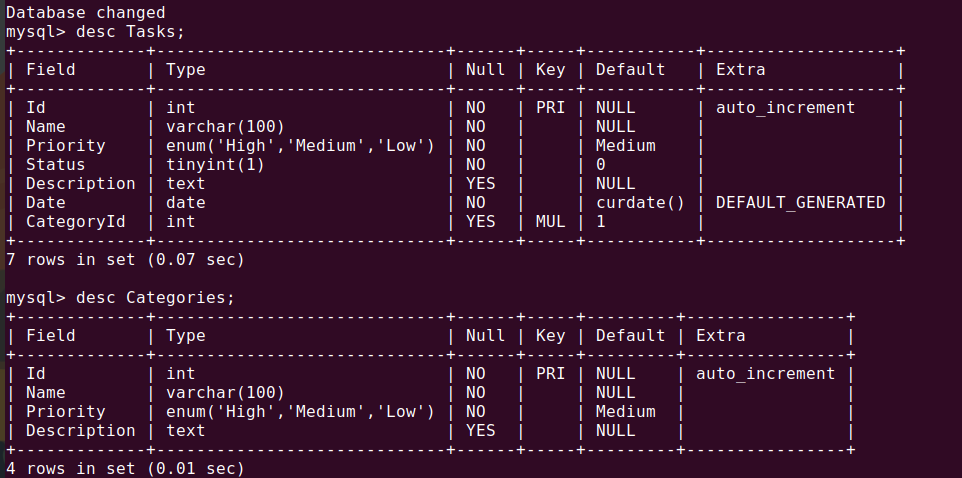 Database changed
mysql> desc Tasks;
+-------------+-----------------------------+------+-----+-----------+-------------------+
| Field       | Type                        | Null | Key | Default   | Extra             |
+-------------+-----------------------------+------+-----+-----------+-------------------+
| Id          | int                         | NO   | PRI | NULL      | auto_increment    |
| Name        | varchar(100)                | NO   |     | NULL      |                   |
| Priority    | enum('High','Medium','Low') | NO   |     | Medium    |                   |
| Status      | tinyint(1)                  | NO   |     | 0         |                   |
| Description | text                        | YES  |     | NULL      |                   |
| Date        | date                        | NO   |     | curdate() | DEFAULT_GENERATED |
| CategoryId  | int                         | YES  | MUL | 1         |                   |
+-------------+-----------------------------+------+-----+-----------+-------------------+
7 rows in set (0.07 sec)

mysql> desc Categories;
+-------------+-----------------------------+------+-----+---------+----------------+
| Field       | Type                        | Null | Key | Default | Extra          |
+-------------+-----------------------------+------+-----+---------+----------------+
| Id          | int                         | NO   | PRI | NULL    | auto_increment |
| Name        | varchar(100)                | NO   |     | NULL    |                |
| Priority    | enum('High','Medium','Low') | NO   |     | Medium  |                |
| Description | text                        | YES  |     | NULL    |                |
+-------------+-----------------------------+------+-----+---------+----------------+
4 rows in set (0.01 sec)